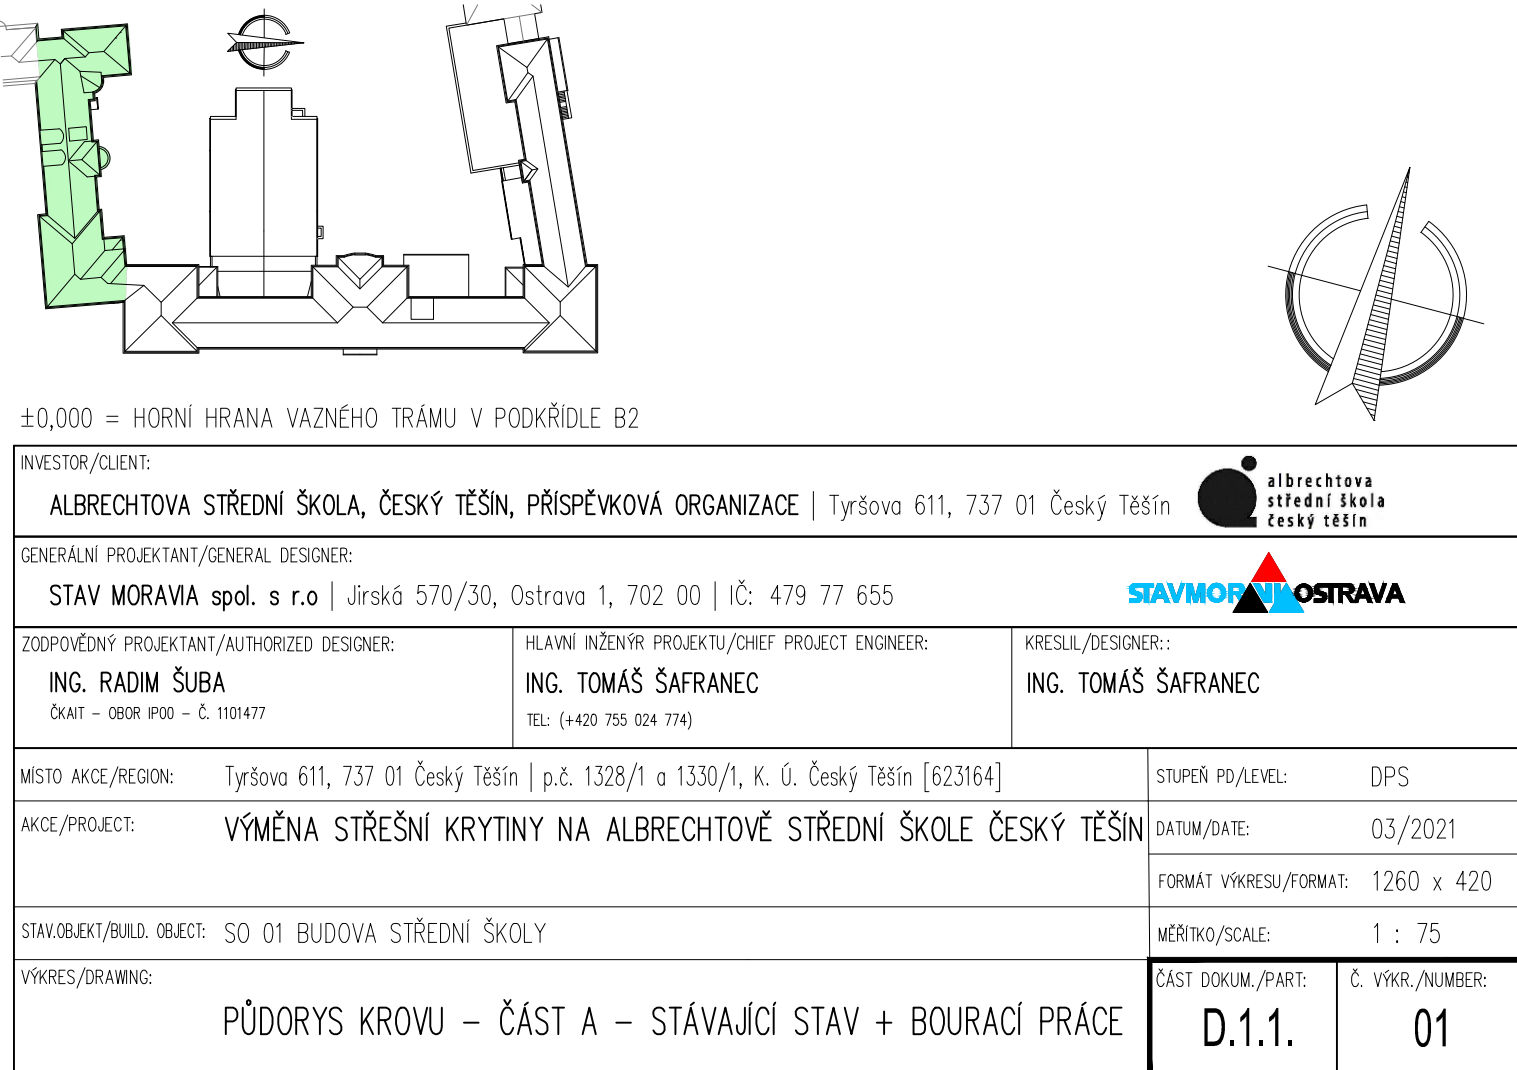 ±0,000 = HORNÍ HRANA VAZNÉHO TRÁMU V PODKŘÍDLE B2
INVESTOR/CLIENT:
ALBRECHTOVA STŘEDNÍ ŠKOLA, ČESKÝ TĚŠÍN, PŘÍSPĚVKOVÁ ORGANIZACE | Tyršova 611, 737 01 Český Těšín
albrechtova
střední škola
český těšín
GENERÁLNÍ PROJEKTANT/GENERAL DESIGNER:
STAV MORAVIA spol. s r.o | Jirská 570/30, Ostrava 1, 702 00 | IČ: 479 77 655
STAVMORAVIA OSTRAVA
ZODPOVĚDNÝ PROJEKTANT/AUTHORIZED DESIGNER:
ING. RADIM ŠUBA
ČKAIT – OBOR IP00 – Č. 1101477
HLAVNÍ INŽENÝR PROJEKTU/CHIEF PROJECT ENGINEER:
ING. TOMÁŠ ŠAFRANEC
TEL: (+420 755 024 774)
KRESLIL/DESIGNER::
ING. TOMÁŠ ŠAFRANEC
MÍSTO AKCE/REGION: Tyršova 611, 737 01 Český Těšín | p.č. 1328/1 a 1330/1, K. Ú. Český Těšín [623164]
STUPEŇ PD/LEVEL: DPS
AKCE/PROJECT: VÝMĚNA STŘEŠNÍ KRYTINY NA ALBRECHTOVĚ STŘEDNÍ ŠKOLE ČESKÝ TĚŠÍN
DATUM/DATE: 03/2021
FORMÁT VÝKRESU/FORMAT: 1260 x 420
STAV.OBJEKT/BUILD. OBJECT: SO 01 BUDOVA STŘEDNÍ ŠKOLY
MĚŘÍTKO/SCALE: 1 : 75
VÝKRES/DRAWING:
PŮDORYS KROVU – ČÁST A – STÁVAJÍCÍ STAV + BOURACÍ PRÁCE
ČÁST DOKUM./PART:
D.1.1.
Č. VÝKR./NUMBER:
01